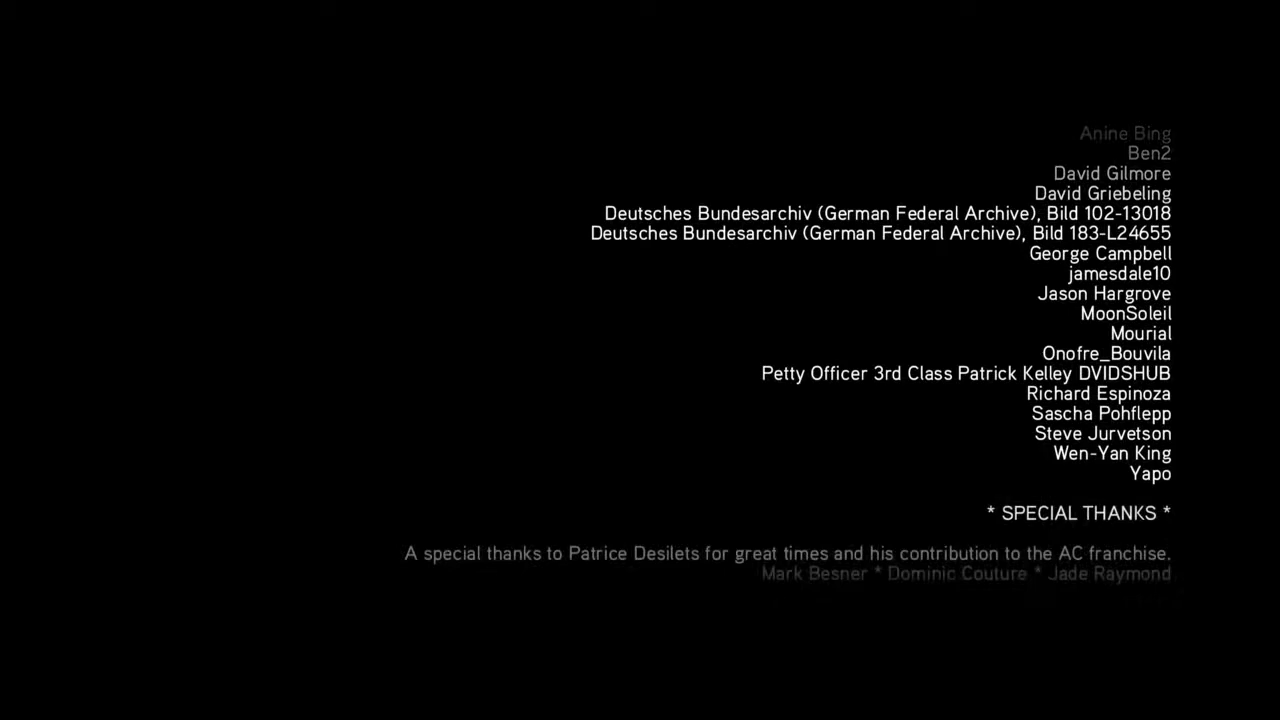 Anine Bing
Ben2
David Gilmore
David Griebeling
Deutsches Bundesarchiv (German Federal Archive), Bild 102-13018
Deutsches Bundesarchiv (German Federal Archive), Bild 183-L24655
George Campbell
jamesdale10
Jason Hargrove
MoonSoleil
Mourial
Onofre_Bouvila
Petty Officer 3rd Class Patrick Kelley DVIDSHUB
Richard Espinoza
Sascha Pohflepp
Steve Jurvetson
Wen-Yan King
Yapo
* SPECIAL THANKS *
A special thanks to Patrice Desilets for great times and his contribution to the AC franchise.
Mark Besner * Dominic Couture * Jade Raymond